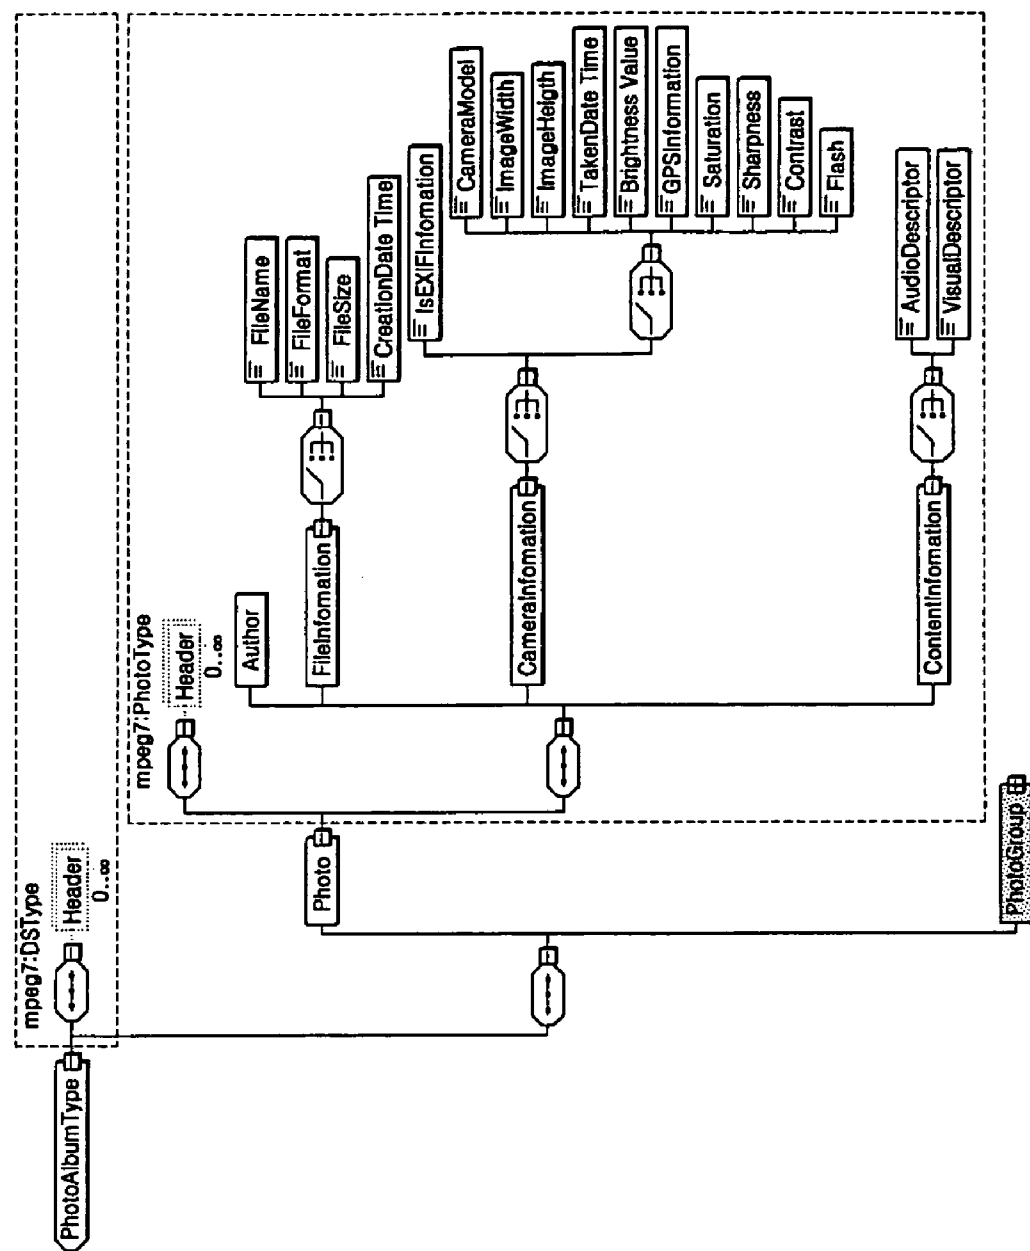 PhotoAlbumType
mpeg7:DSType
Header
0..∞
Photo
mpeg7:PhotoType
Header
0..∞
Author
FileInfomation
FileName
FileFormat
FileSize
CreationDate Time
CameraInfomation
IsEXIFInfomation
CameraModel
ImageWidth
ImageHeigth
TakenDate Time
Brightness Value
GPSInformation
Saturation
Sharpness
Contrast
Flash
ContentInfomation
AudioDescriptor
VisualDescriptor
PhotoGroup